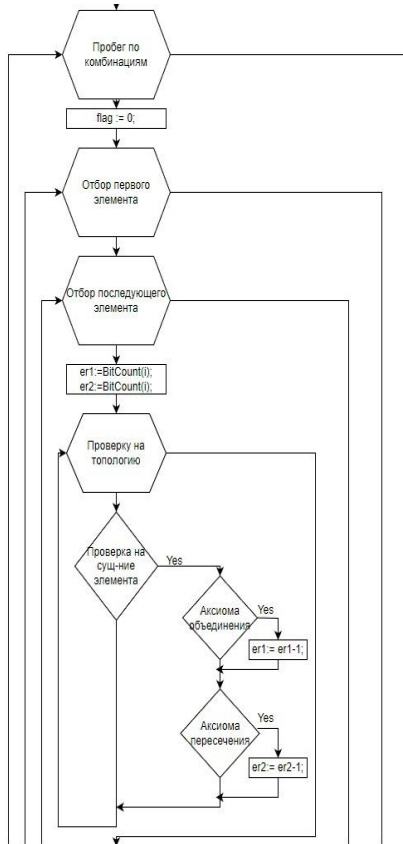 Пробег по
комбинациям
flag := 0;
Отбор первого
элемента
Отбор последующего
элемента
er1:=BitCount(i);
er2:=BitCount(i);
Проверку на
топологию
Проверка на
сущ-ние
элемента
Yes
Аксиома
объединения
Yes
er1:= er1-1;
Аксиома
пересечения
Yes
er2:= er2-1;